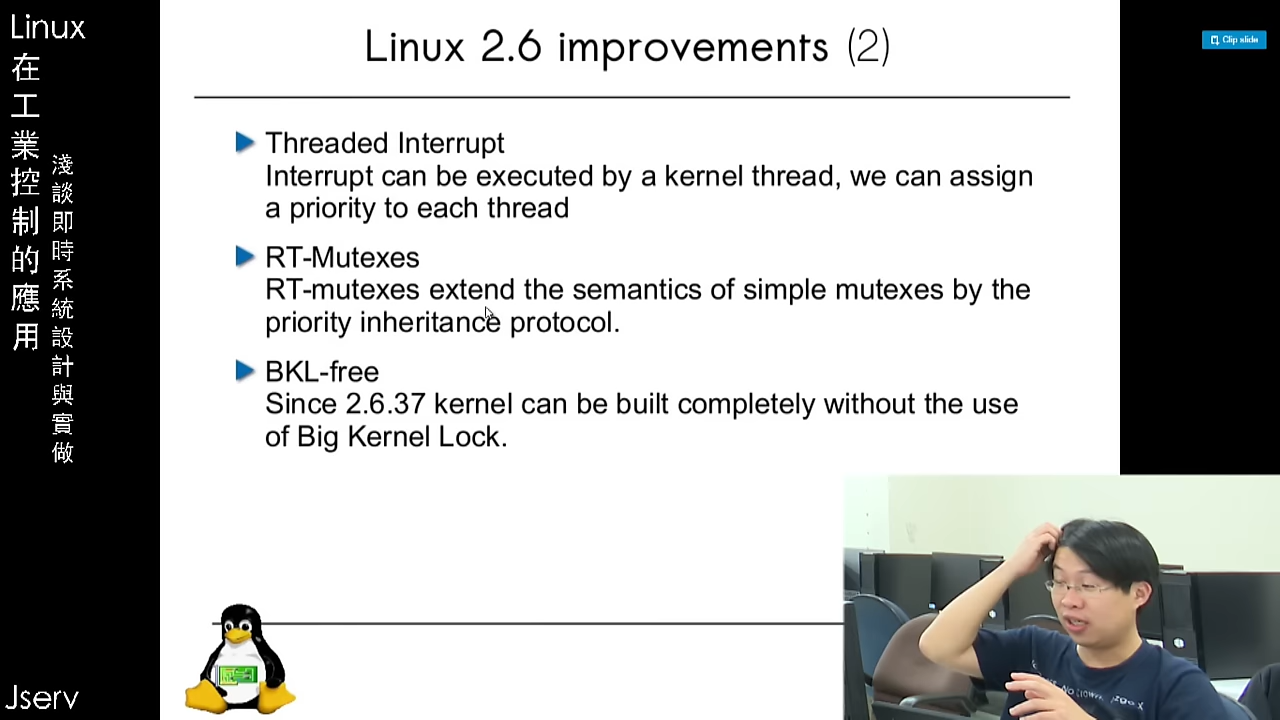 Linux
在工業控制的應用
淺談即時系統設計與實做
Jserv
Linux 2.6 improvements (2)
Threaded Interrupt
Interrupt can be executed by a kernel thread, we can assign
a priority to each thread
RT-Mutexes
RT-mutexes extend the semantics of simple mutexes by the
priority inheritance protocol.
BKL-free
Since 2.6.37 kernel can be built completely without the use
of Big Kernel Lock.
Clip slide